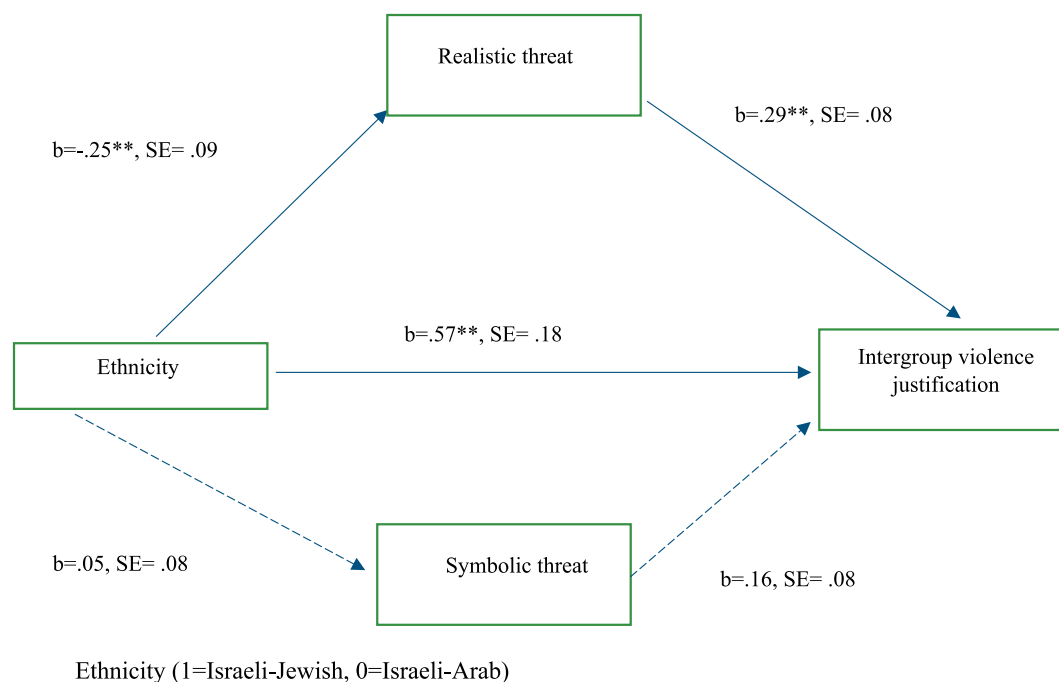 Realistic threat
b=.29**, SE= .08
b=-.25**, SE= .09
b=.57**, SE= .18
Ethnicity
Intergroup violence
justification
b=.05, SE= .08
Symbolic threat
b=.16, SE= .08
Ethnicity (1=Israeli-Jewish, 0=Israeli-Arab)